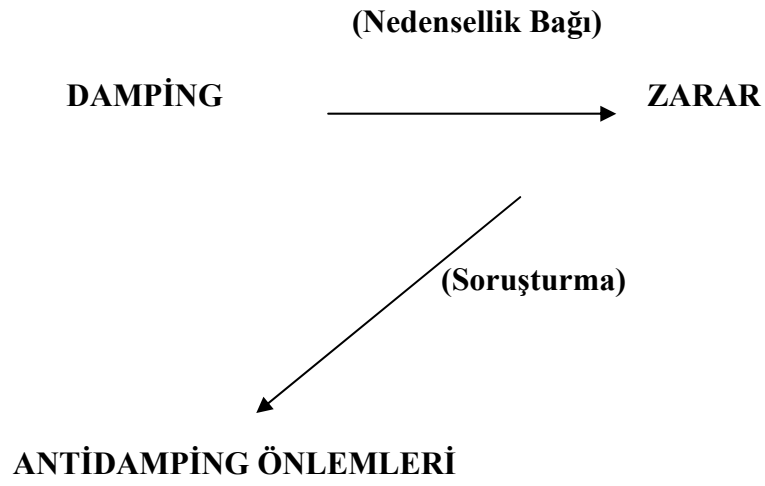 (Nedensellik Bağı)
DAMPİNG ZARAR
(Soruşturma)
ANTİDAMPİNG ÖNLEMLERİ